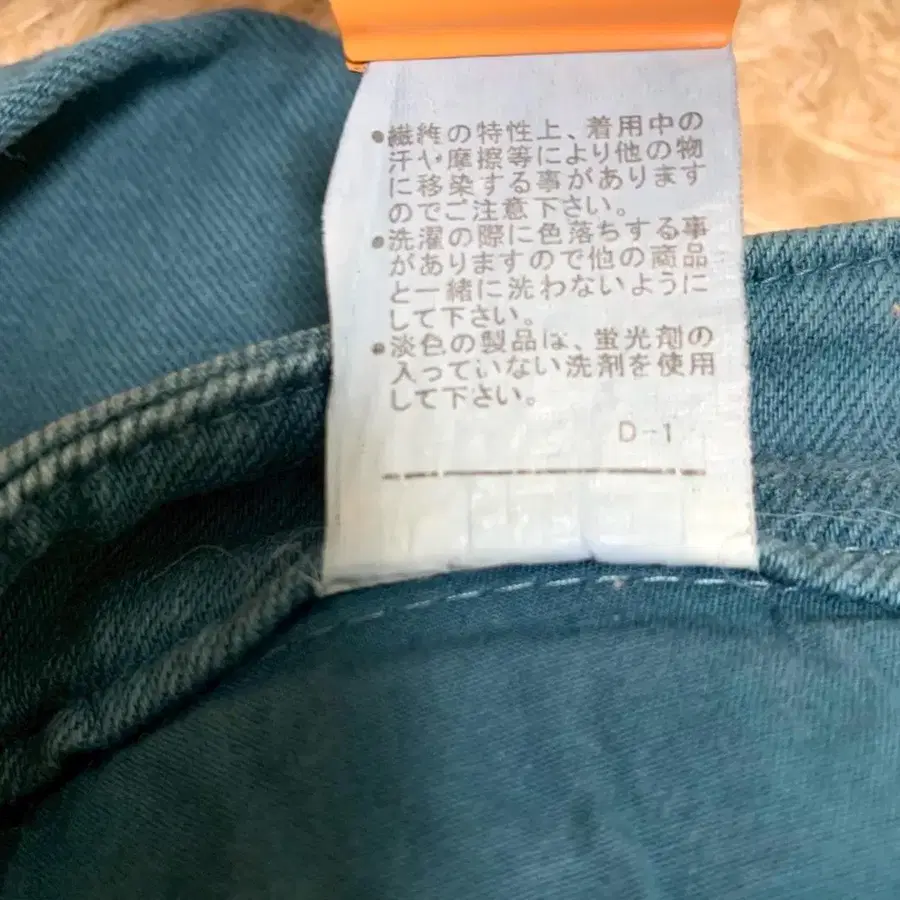 ●繊維の特性上、着用中の
汗や摩擦等により他の物
に移染する事があります
のでご注意下さい。
●洗濯の際に色落ちする事
がありますので他の商品
と一緒に洗わないように
して下さい。
●淡色の製品は、蛍光剤の
入っていない洗剤を使用
して下さい。
D-1